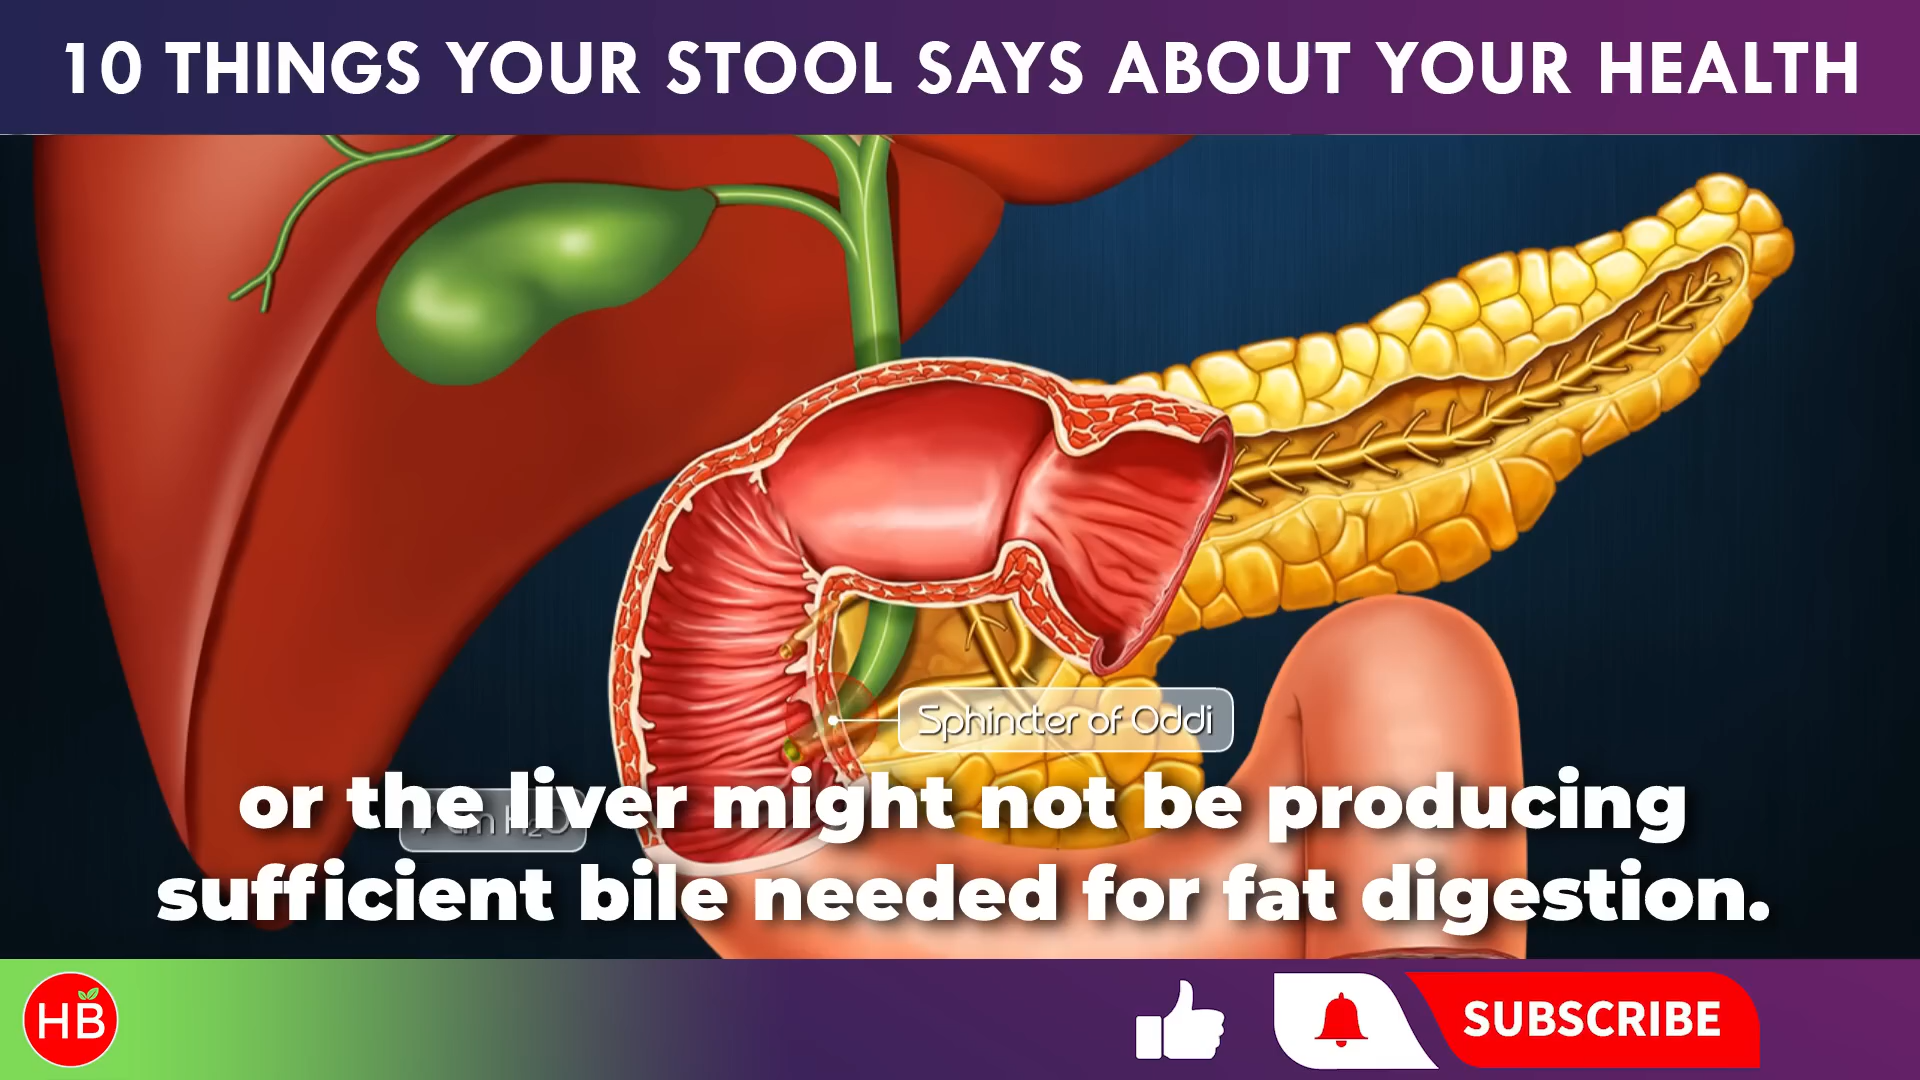 10 THINGS YOUR STOOL SAYS ABOUT YOUR HEALTH
Sphincter of Oddi
or the liver might not be producing
sufficient bile needed for fat digestion.
HB
SUBSCRIBE